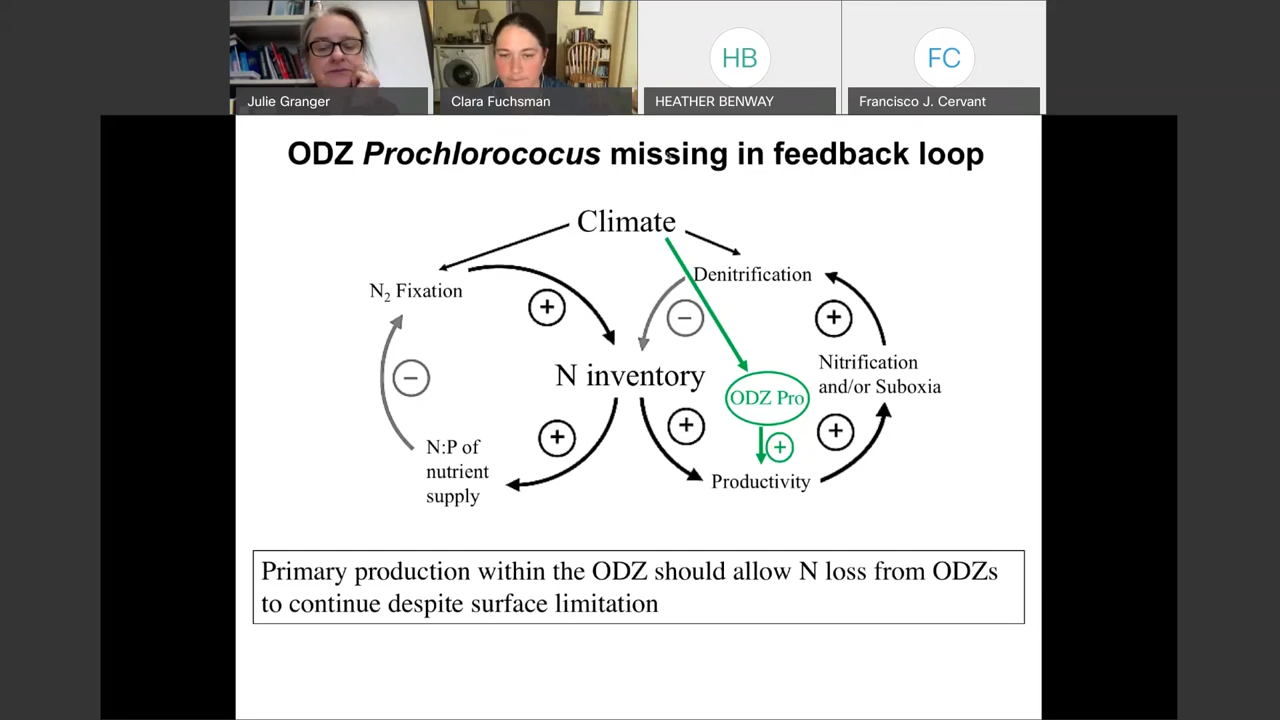 HB
FC
Julie Granger
Clara Fuchsman
HEATHER BENWAY
Francisco J. Cervant
ODZ Prochlorococus missing in feedback loop
Climate
Denitrification
N2 Fixation
+
−
+
Nitrification
and/or Suboxia
−
N inventory
ODZ Pro
+
+
+
+
N:P of
nutrient
supply
Productivity
Primary production within the ODZ should allow N loss from ODZs
to continue despite surface limitation